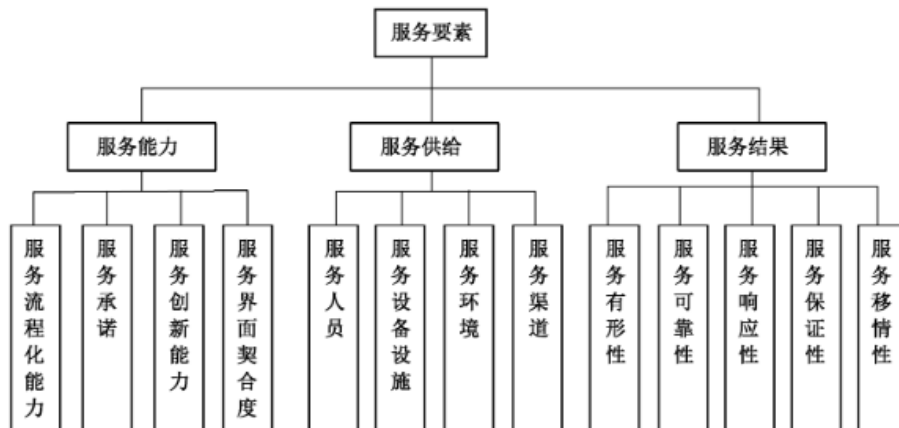 服务要素
服务能力
服务供给
服务结果
服务流程化能力
服务承诺
服务创新能力
服务界面契合度
服务人员
服务设备设施
服务环境
服务渠道
服务有形性
服务可靠性
服务响应性
服务保证性
服务移情性